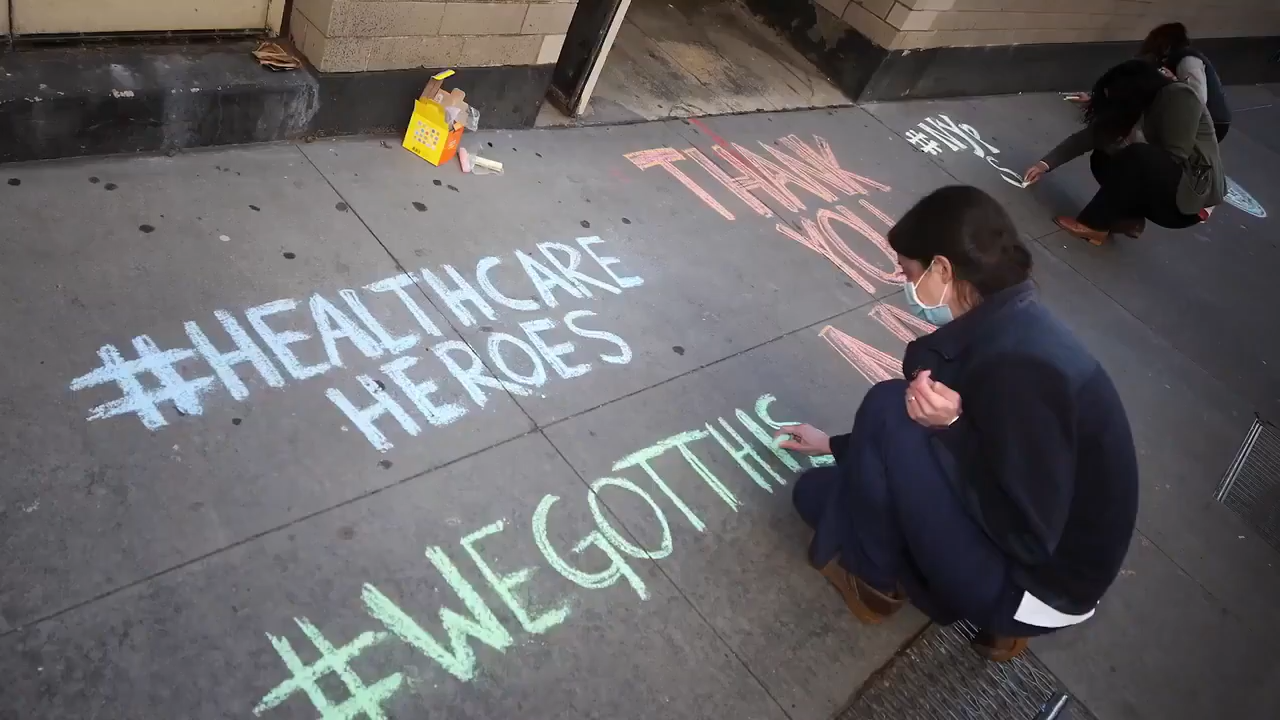 #HEALTHCARE
HEROES
#WEGOTTHIS
THANK
YOU
#NYP